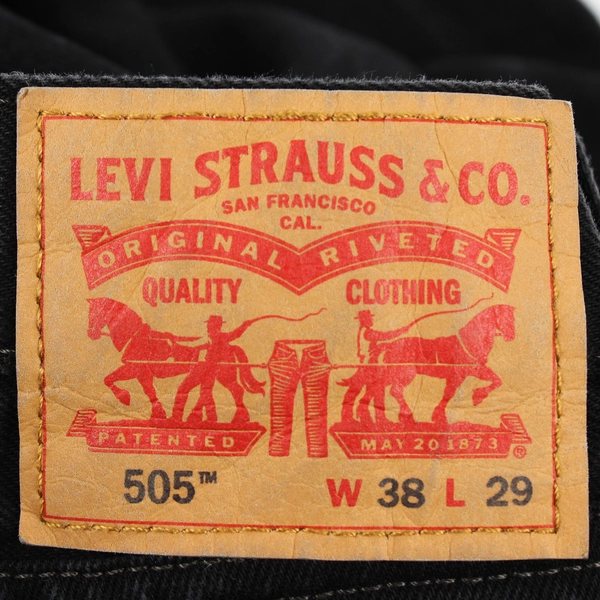 LEVI STRAUSS & CO.
SAN FRANCISCO
CAL.
ORIGINAL RIVETED
QUALITY CLOTHING
PATENTED MAY 20 1873 ®
505™ W 38 L 29